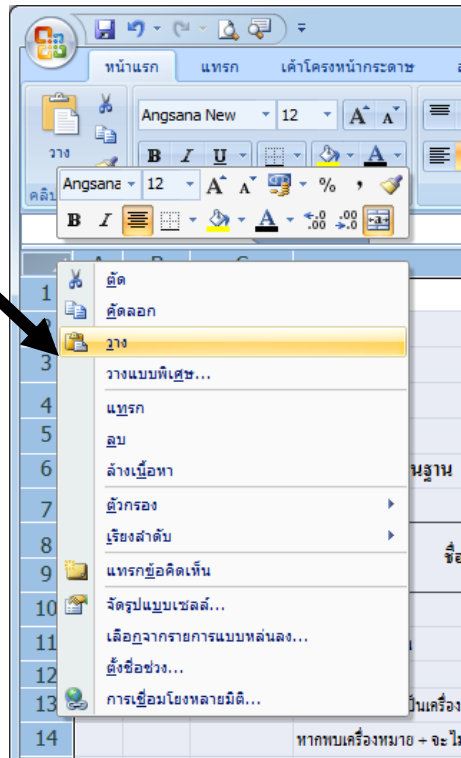 หน้าแรก แทรก เค้าโครงหน้ากระดาษ
Angsana New 12 A A
วาง
B I U A
Angsana 12 A A % ,
B I A .00 .00
1
ตัด
2
คัดลอก
วาง
3
วางแบบพิเศษ...
4
แทรก
5
ลบ
6
ล้างเนื้อหา
7
ตัวกรอง
เรียงลำดับ
8
9
แทรกข้อคิดเห็น
10
จัดรูปแบบเซลล์...
11
เลือกจากรายการแบบหล่นลง...
12
ตั้งชื่อช่วง...
13
การเชื่อมโยงหลายมิติ...
14
หากพบเครื่องหมาย + จะ